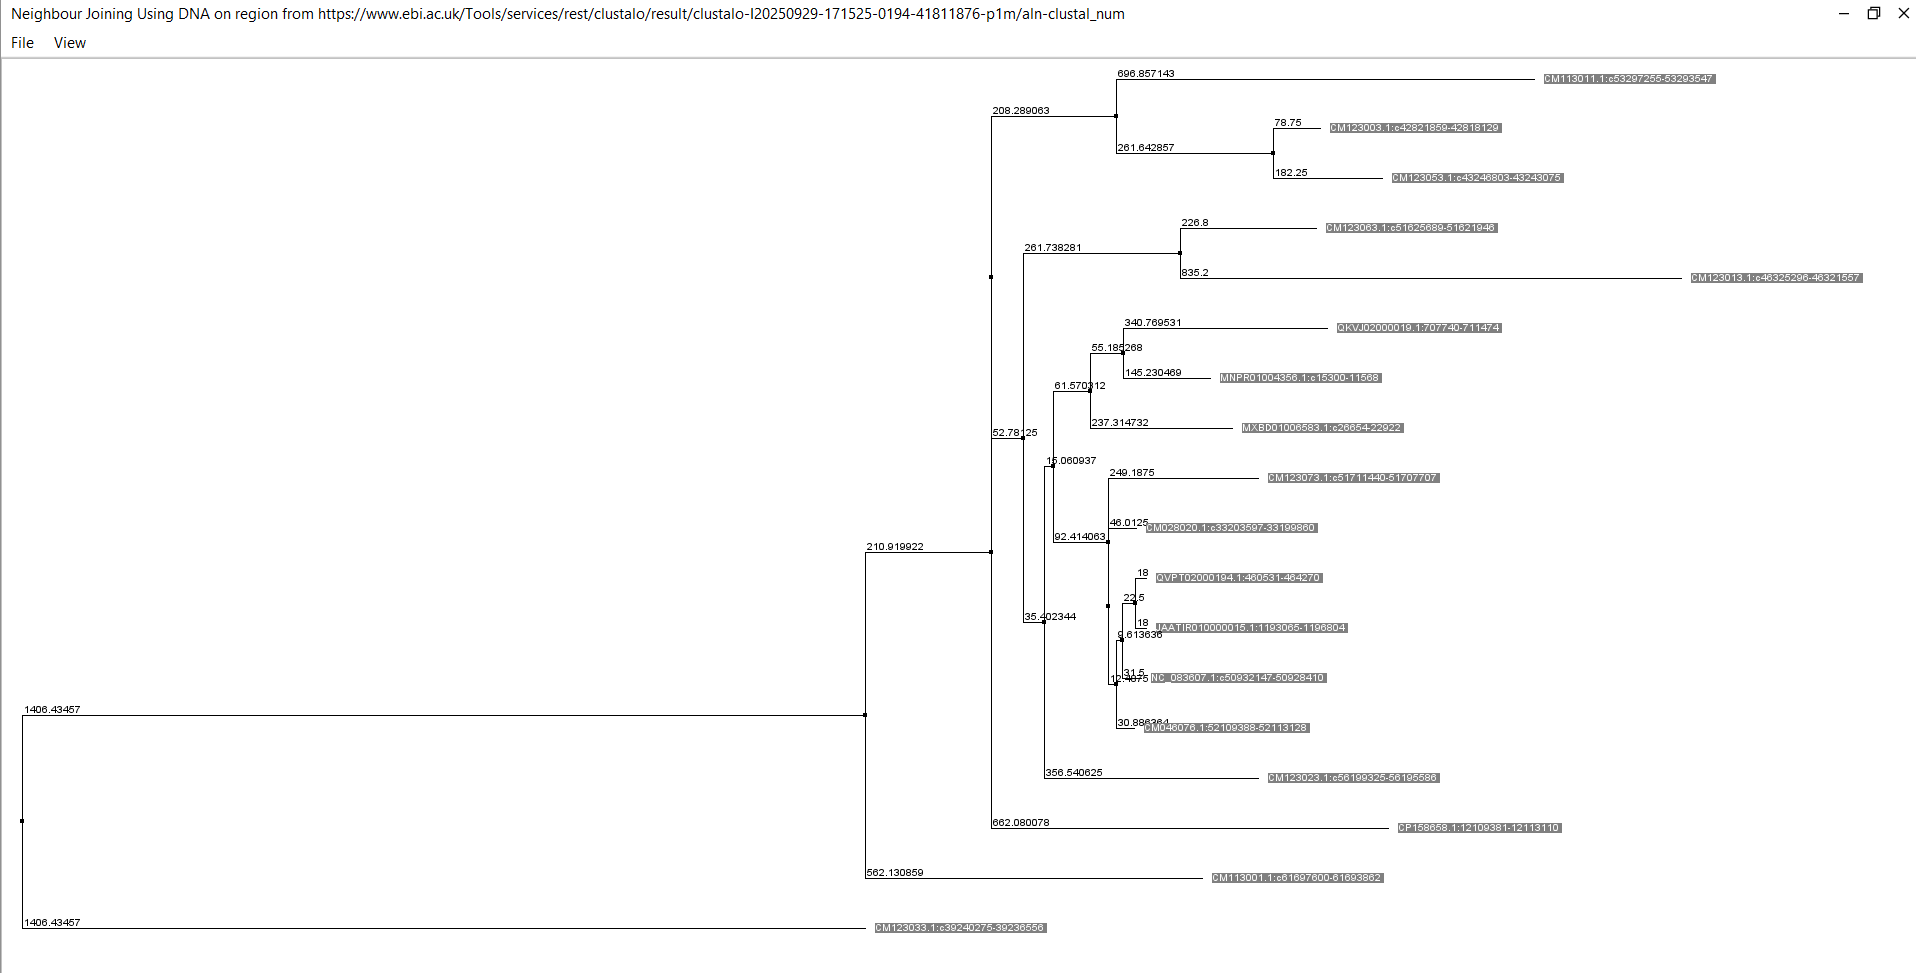 Neighbour Joining Using DNA on region from https://www.ebi.ac.uk/Tools/services/rest/clustalo/result/clustalo-I20250929-171525-0194-41811876-p1m/aln-clustal_num
File View
696.857143
CM113011.1:c53297255-53293547
208.289063
78.75
CM123003.1:c42821859-42818129
261.642857
182.25
CM123053.1:c43246803-43243075
226.8
CM123063.1:c51625689-51621946
261.738281
835.2
CM123013.1:c46325296-46321557
340.769531
QKVJ02000019.1:707740-711474
55.185268
145.230469
MNPR01004356.1:c15300-11568
61.570312
237.314732
MXBD01006583.1:c26654-22922
52.78125
15.060937
249.1875
CM123073.1:c51711440-51707707
46.0125
CM028020.1:c33203597-33199860
92.414063
210.919922
18
QVPT02000194.1:460531-464270
22.5
35.402344
18
JAATIR010000015.1:1193065-1196804
9.613636
31.5
NC_083607.1:c50932147-50928410
12.4075
1406.43457
30.886364
CM046076.1:52109388-52113128
356.540625
CM123023.1:c56199325-56195586
662.080078
CP158658.1:12109381-12113110
562.130859
CM113001.1:c61697600-61693862
1406.43457
CM123033.1:c39240275-39236556